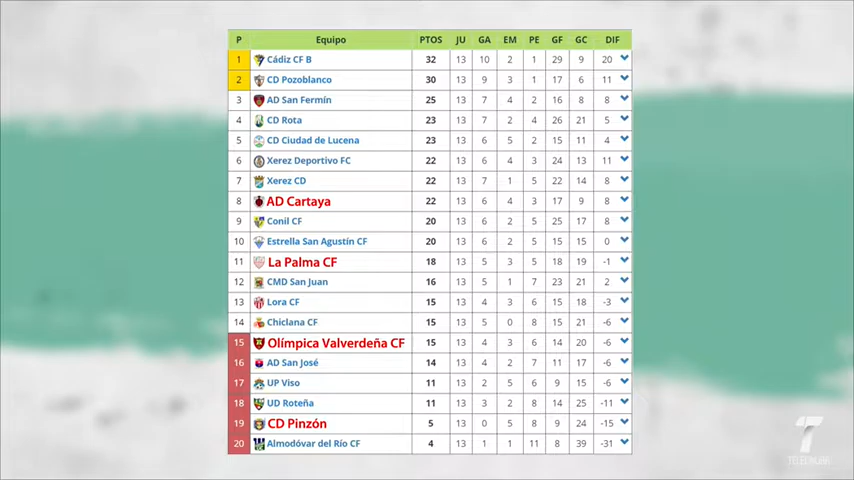 P Equipo PTOS JU GA EM PE GF GC DIF
1 Cádiz CF B 32 13 10 2 1 29 9 20
2 CD Pozoblanco 30 13 9 3 1 17 6 11
3 AD San Fermín 25 13 7 4 2 16 8 8
4 CD Rota 23 13 7 2 4 26 21 5
5 CD Ciudad de Lucena 23 13 6 5 2 15 11 4
6 Xerez Deportivo FC 22 13 6 4 3 24 13 11
7 Xerez CD 22 13 7 1 5 22 14 8
8 AD Cartaya 22 13 6 4 3 17 9 8
9 Conil CF 20 13 6 2 5 25 17 8
10 Estrella San Agustín CF 20 13 6 2 5 15 15 0
11 La Palma CF 18 13 5 3 5 18 19 -1
12 CMD San Juan 16 13 5 1 7 23 21 2
13 Lora CF 15 13 4 3 6 15 18 -3
14 Chiclana CF 15 13 5 0 8 15 21 -6
15 Olímpica Valverdeña CF 15 13 4 3 6 14 20 -6
16 AD San José 14 13 4 2 7 11 17 -6
17 UP Viso 11 13 2 5 6 9 15 -6
18 UD Roteña 11 13 3 2 8 14 25 -11
19 CD Pinzón 5 13 0 5 8 9 24 -15
20 Almodóvar del Río CF 4 13 1 1 11 8 39 -31